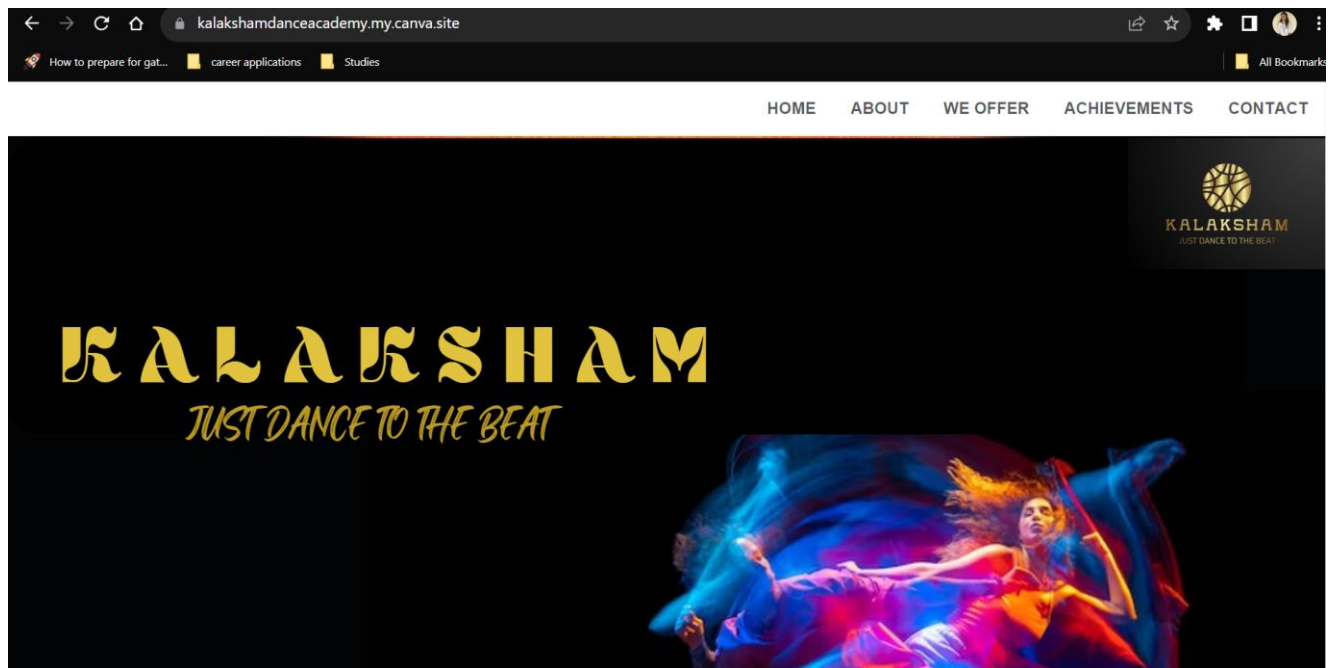 kalakshamdanceacademy.my.canva.site
How to prepare for gat... career applications Studies All Bookmarks
HOME ABOUT WE OFFER ACHIEVEMENTS CONTACT
KALAKSHAM
JUST DANCE TO THE BEAT
KALAKSHAM
JUST DANCE TO THE BEAT